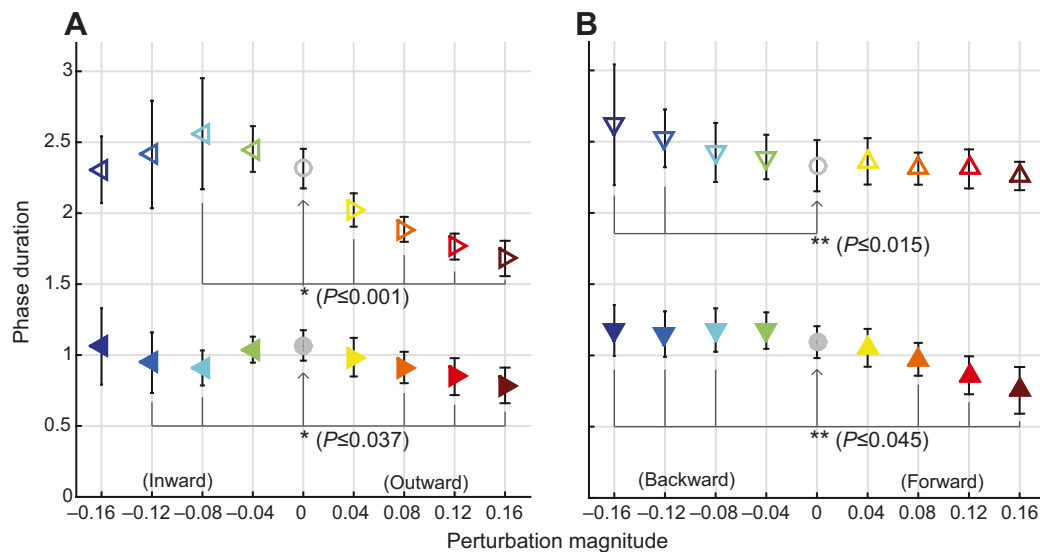 A
B
Phase duration
3
2.5
2
1.5
1
0.5
0
* (P≤0.001)
** (P≤0.015)
* (P≤0.037)
** (P≤0.045)
(Inward)
(Outward)
(Backward)
(Forward)
–0.16 –0.12 –0.08 –0.04 0 0.04 0.08 0.12 0.16
–0.16 –0.12 –0.08 –0.04 0 0.04 0.08 0.12 0.16
Perturbation magnitude